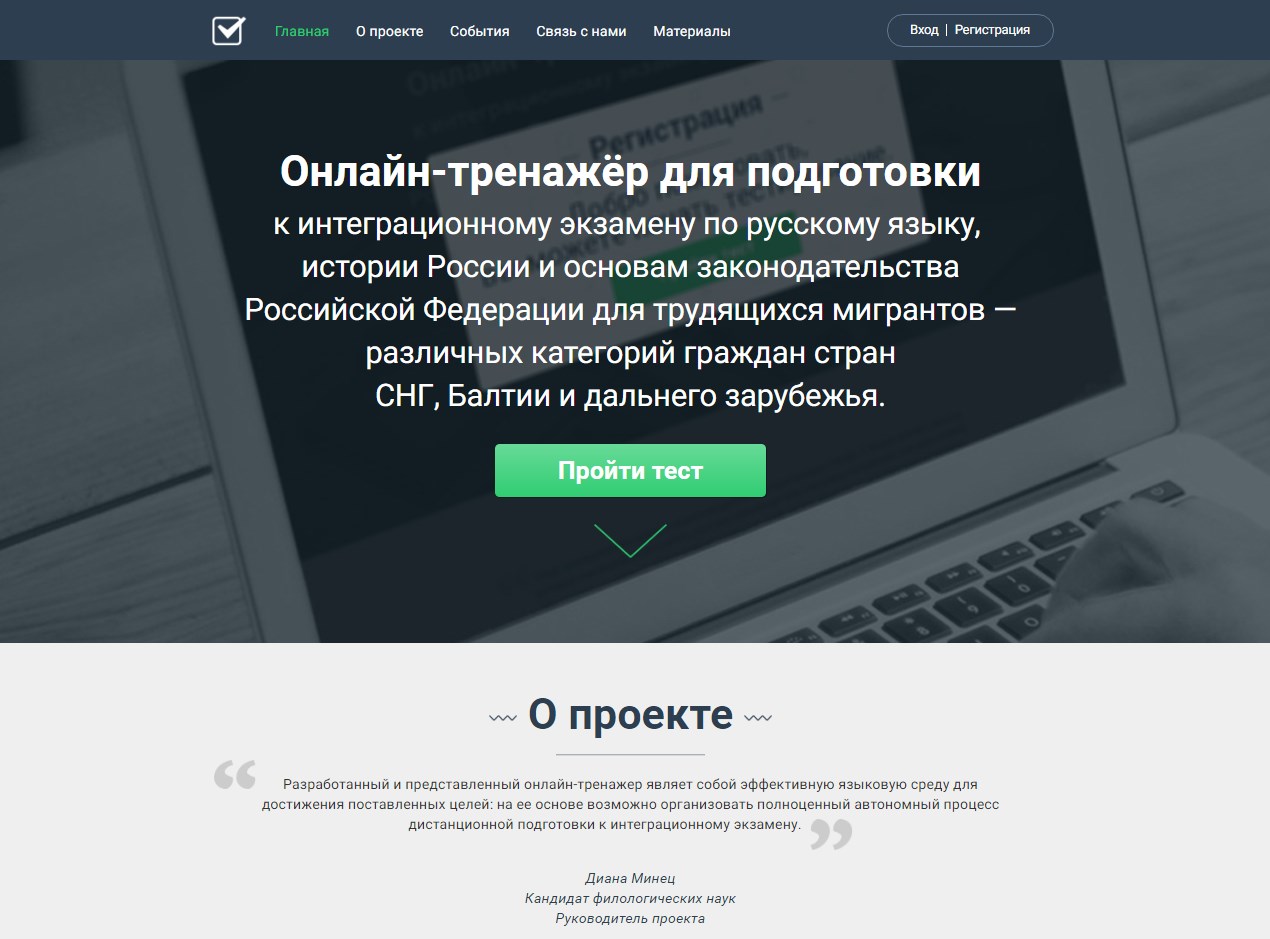 Главная
О проекте
События
Связь с нами
Материалы
Вход | Регистрация
Регистрация —
Онлайн-тренажёр для подготовки
к интеграционному экзамену по русскому языку,
истории России и основам законодательства
Российской Федерации для трудящихся мигрантов —
различных категорий граждан стран
СНГ, Балтии и дальнего зарубежья.
Пройти тест
О проекте
“ Разработанный и представленный онлайн-тренажер являет собой эффективную языковую среду для
достижения поставленных целей: на ее основе возможно организовать полноценный автономный процесс
дистанционной подготовки к интеграционному экзамену. ”
Диана Минец
Кандидат филологических наук
Руководитель проекта